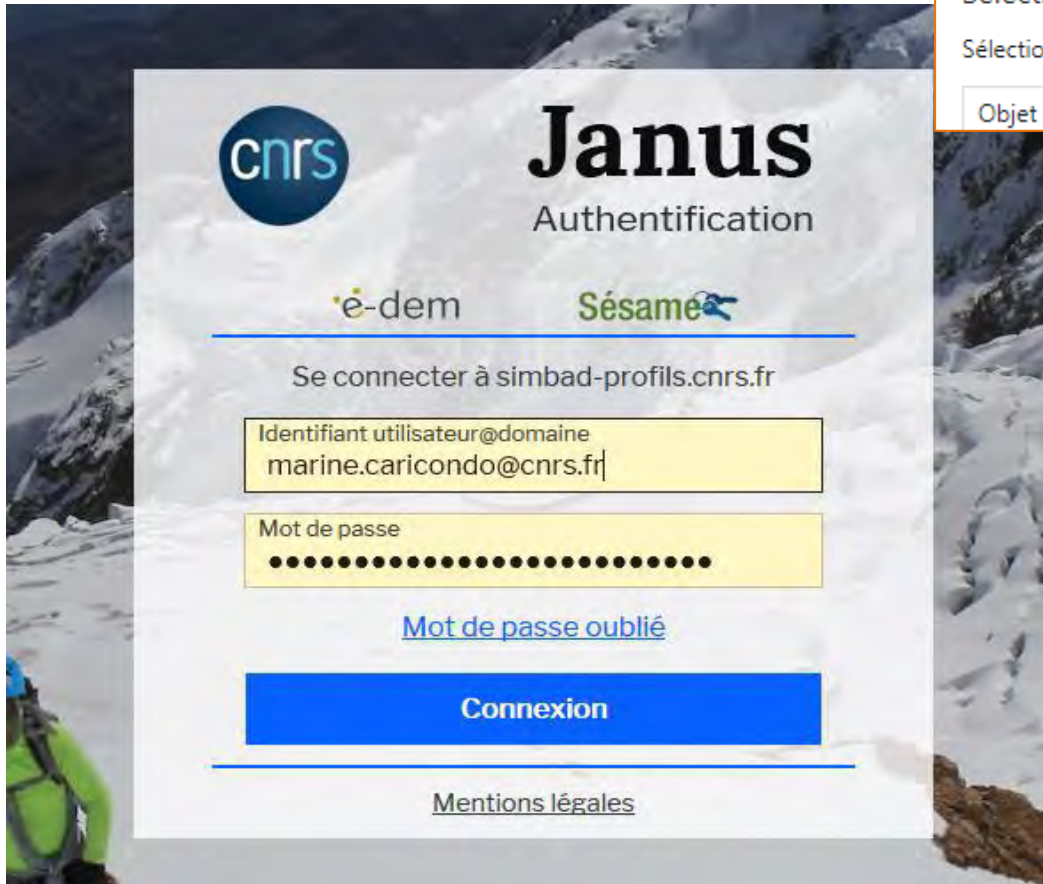 Sélectio
Objet
cnrs
Janus
Authentification
e-dem
Sésame
Se connecter à simbad-profils.cnrs.fr
Identifiant utilisateur@domaine
marine.caricondo@cnrs.fr
Mot de passe
••••••••••••••••••••••••••
Mot de passe oublié
Connexion
Mentions légales